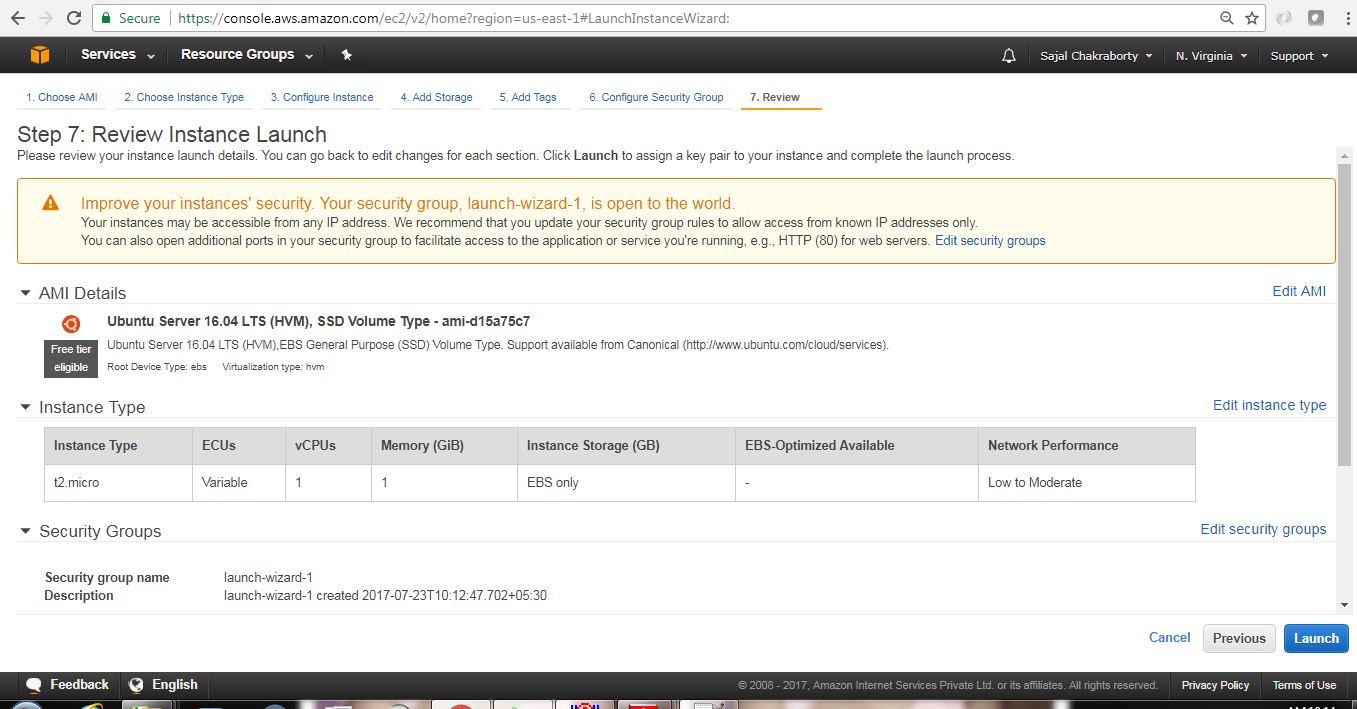 Secure https://console.aws.amazon.com/ec2/v2/home?region=us-east-1#LaunchInstanceWizard:
Services Resource Groups Sajal Chakraborty N. Virginia Support
1. Choose AMI 2. Choose Instance Type 3. Configure Instance 4. Add Storage 5. Add Tags 6. Configure Security Group 7. Review
Step 7: Review Instance Launch
Please review your instance launch details. You can go back to edit changes for each section. Click Launch to assign a key pair to your instance and complete the launch process.
Improve your instances' security. Your security group, launch-wizard-1, is open to the world.
Your instances may be accessible from any IP address. We recommend that you update your security group rules to allow access from known IP addresses only.
You can also open additional ports in your security group to facilitate access to the application or service you're running, e.g., HTTP (80) for web servers. Edit security groups
AMI Details Edit AMI
Ubuntu Server 16.04 LTS (HVM), SSD Volume Type - ami-d15a75c7
Free tier eligible
Ubuntu Server 16.04 LTS (HVM),EBS General Purpose (SSD) Volume Type. Support available from Canonical (http://www.ubuntu.com/cloud/services).
Root Device Type: ebs Virtualization type: hvm
Instance Type Edit instance type
Instance Type ECUs vCPUs Memory (GiB) Instance Storage (GB) EBS-Optimized Available Network Performance
t2.micro Variable 1 1 EBS only - Low to Moderate
Security Groups Edit security groups
Security group name launch-wizard-1
Description launch-wizard-1 created 2017-07-23T10:12:47.702+05:30
Cancel Previous Launch
Feedback English © 2008 - 2017, Amazon Internet Services Private Ltd. or its affiliates. All rights reserved. Privacy Policy Terms of Use